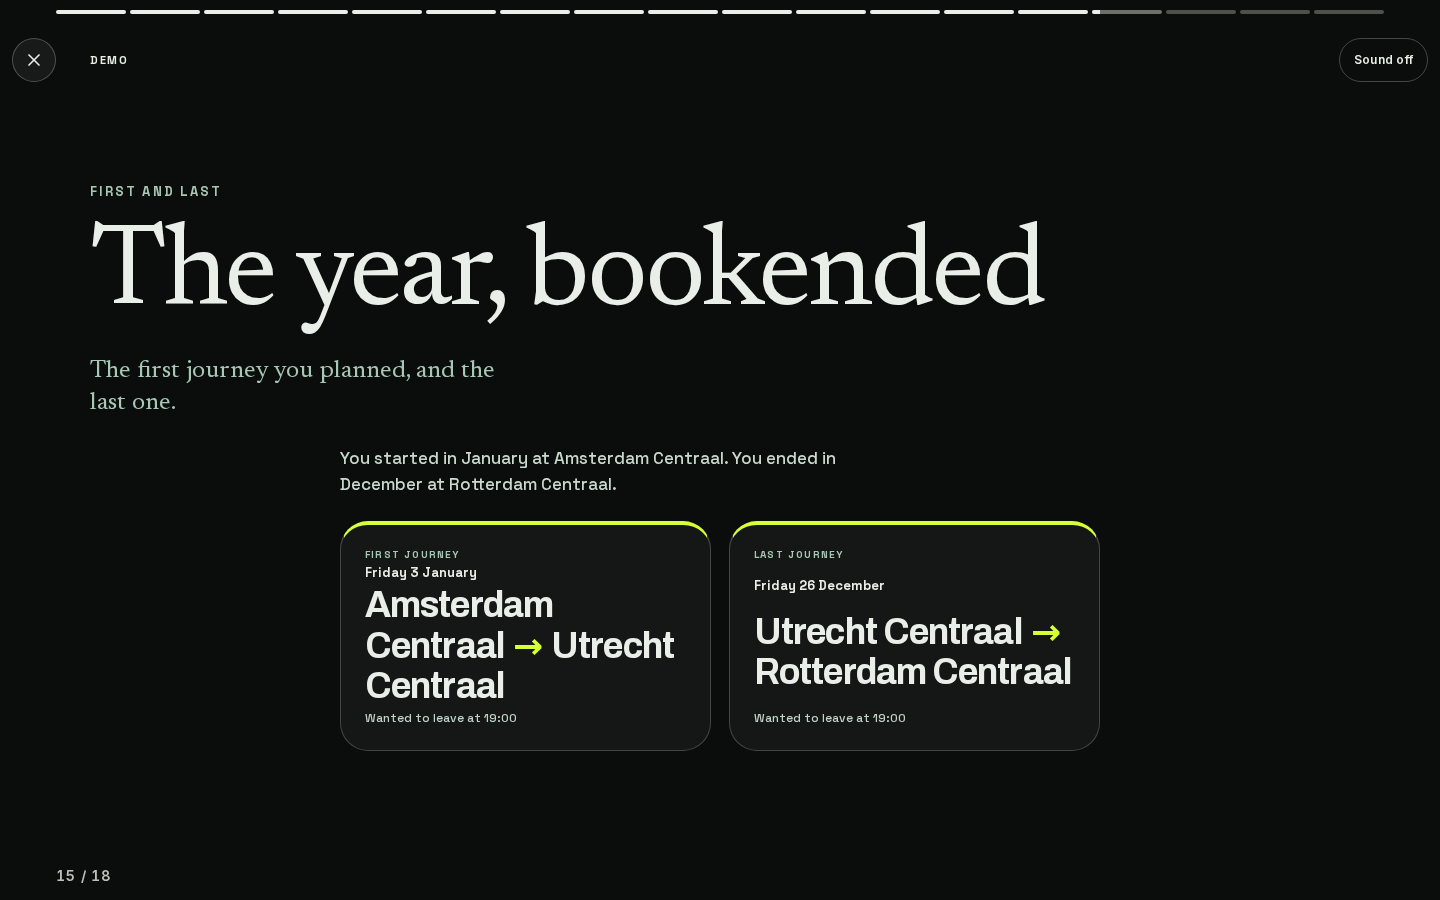 DEMO
Sound off
FIRST AND LAST
The year, bookended
The first journey you planned, and the
last one.
You started in January at Amsterdam Centraal. You ended in
December at Rotterdam Centraal.
FIRST JOURNEY
Friday 3 January
Amsterdam
Centraal → Utrecht
Centraal
Wanted to leave at 19:00
LAST JOURNEY
Friday 26 December
Utrecht Centraal →
Rotterdam Centraal
Wanted to leave at 19:00
15 / 18